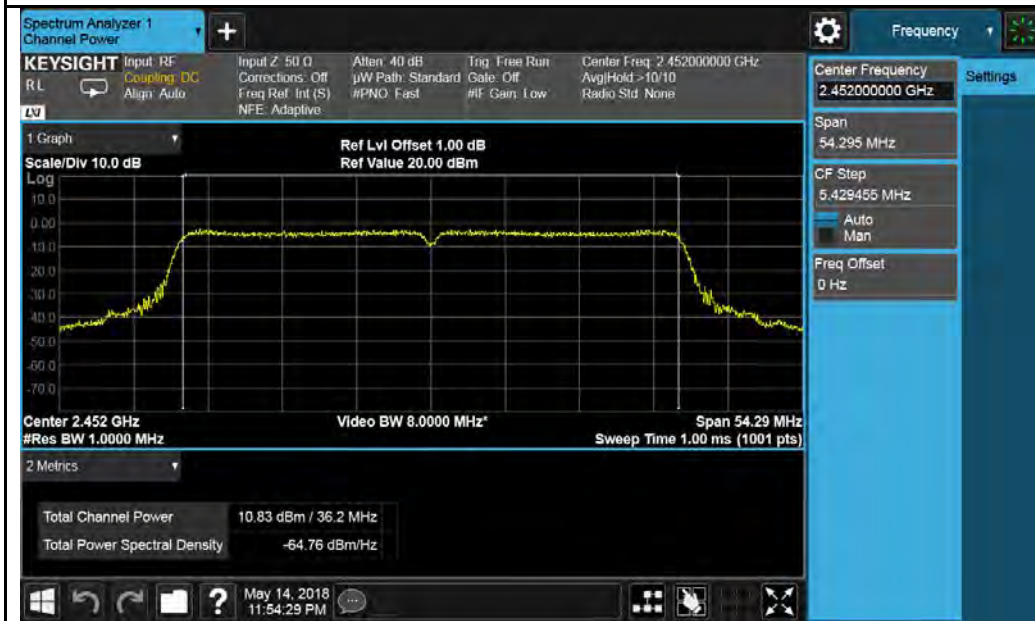 Spectrum Analyzer 1
Channel Power
+
Frequency
KEYSIGHT
RL
LXI
Input: RF
Coupling: DC
Align: Auto
Input Z: 50 Ω
Corrections: Off
Freq Ref: Int (S)
NFE: Adaptive
Atten: 40 dB
µW Path: Standard
#PNO: Fast
Trig: Free Run
Gate: Off
#IF Gain: Low
Center Freq: 2.452000000 GHz
Avg|Hold:>10/10
Radio Std: None
1 Graph
Scale/Div 10.0 dB
Ref Lvl Offset 1.00 dB
Ref Value 20.00 dBm
Log
10.0
0.00
-10.0
-20.0
-30.0
-40.0
-50.0
-60.0
-70.0
Center 2.452 GHz
#Res BW 1.0000 MHz
Video BW 8.0000 MHz*
Span 54.29 MHz
Sweep Time 1.00 ms (1001 pts)
2 Metrics
Total Channel Power 10.83 dBm / 36.2 MHz
Total Power Spectral Density -64.76 dBm/Hz
?
May 14, 2018
11:54:29 PM
Center Frequency
2.452000000 GHz
Settings
Span
54.295 MHz
CF Step
5.429455 MHz
Auto
Man
Freq Offset
0 Hz